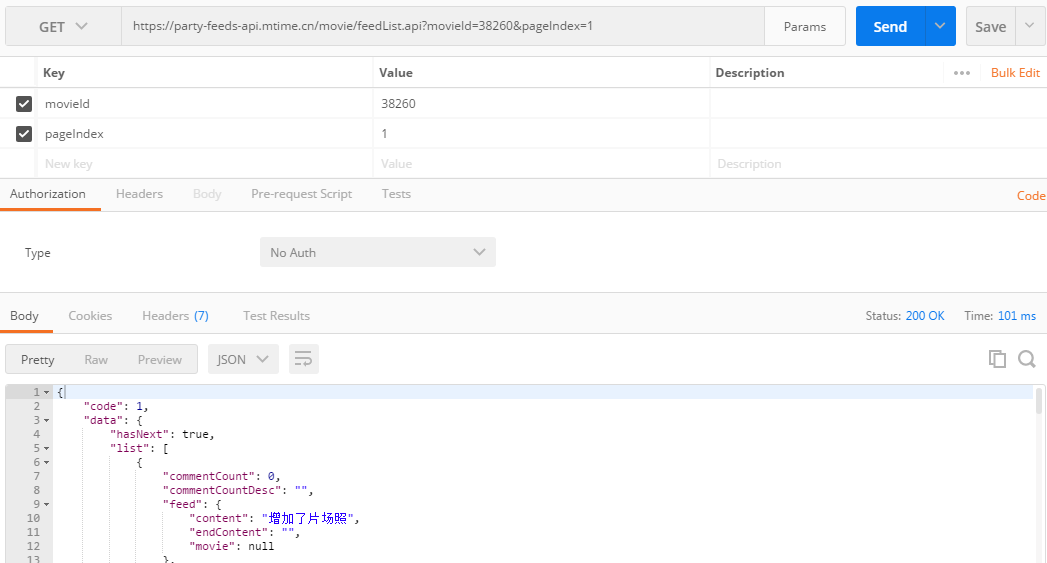 GET https://party-feeds-api.mtime.cn/movie/feedList.api?movieId=38260&pageIndex=1 Params Send Save
Key Value Description ••• Bulk Edit
movieId 38260
pageIndex 1
New key Value Description
Authorization Headers Body Pre-request Script Tests Code
Type No Auth
Body Cookies Headers (7) Test Results Status: 200 OK Time: 101 ms
Pretty Raw Preview JSON
1 {
2 "code": 1,
3 "data": {
4 "hasNext": true,
5 "list": [
6 {
7 "commentCount": 0,
8 "commentCountDesc": "",
9 "feed": {
10 "content": "增加了片场照",
11 "endContent": "",
12 "movie": null
13 },